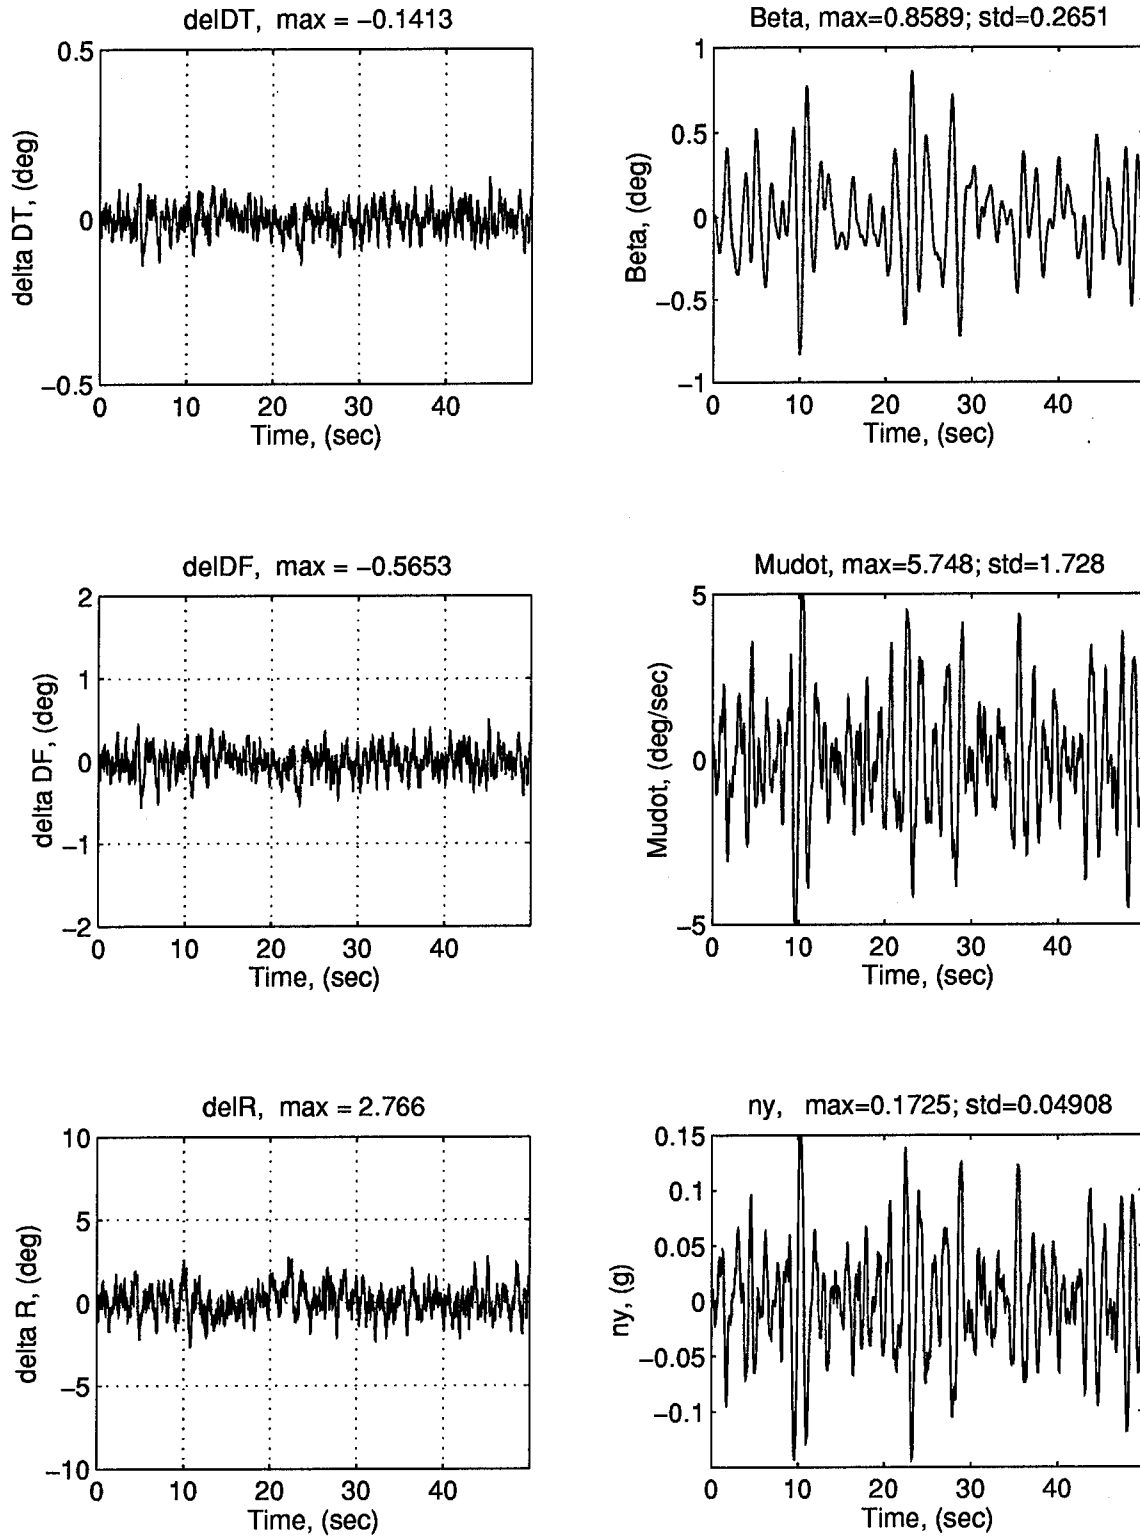 delDT, max = −0.1413
0.5
0
−0.5
delta DT, (deg)
0 10 20 30 40
Time, (sec)
Beta, max=0.8589; std=0.2651
1
0.5
0
−0.5
−1
Beta, (deg)
0 10 20 30 40
Time, (sec)
delDF, max = −0.5653
2
1
0
−1
−2
delta DF, (deg)
0 10 20 30 40
Time, (sec)
Mudot, max=5.748; std=1.728
5
0
−5
Mudot, (deg/sec)
0 10 20 30 40
Time, (sec)
delR, max = 2.766
10
5
0
−5
−10
delta R, (deg)
0 10 20 30 40
Time, (sec)
ny, max=0.1725; std=0.04908
0.15
0.1
0.05
0
−0.05
−0.1
ny, (g)
0 10 20 30 40
Time, (sec)